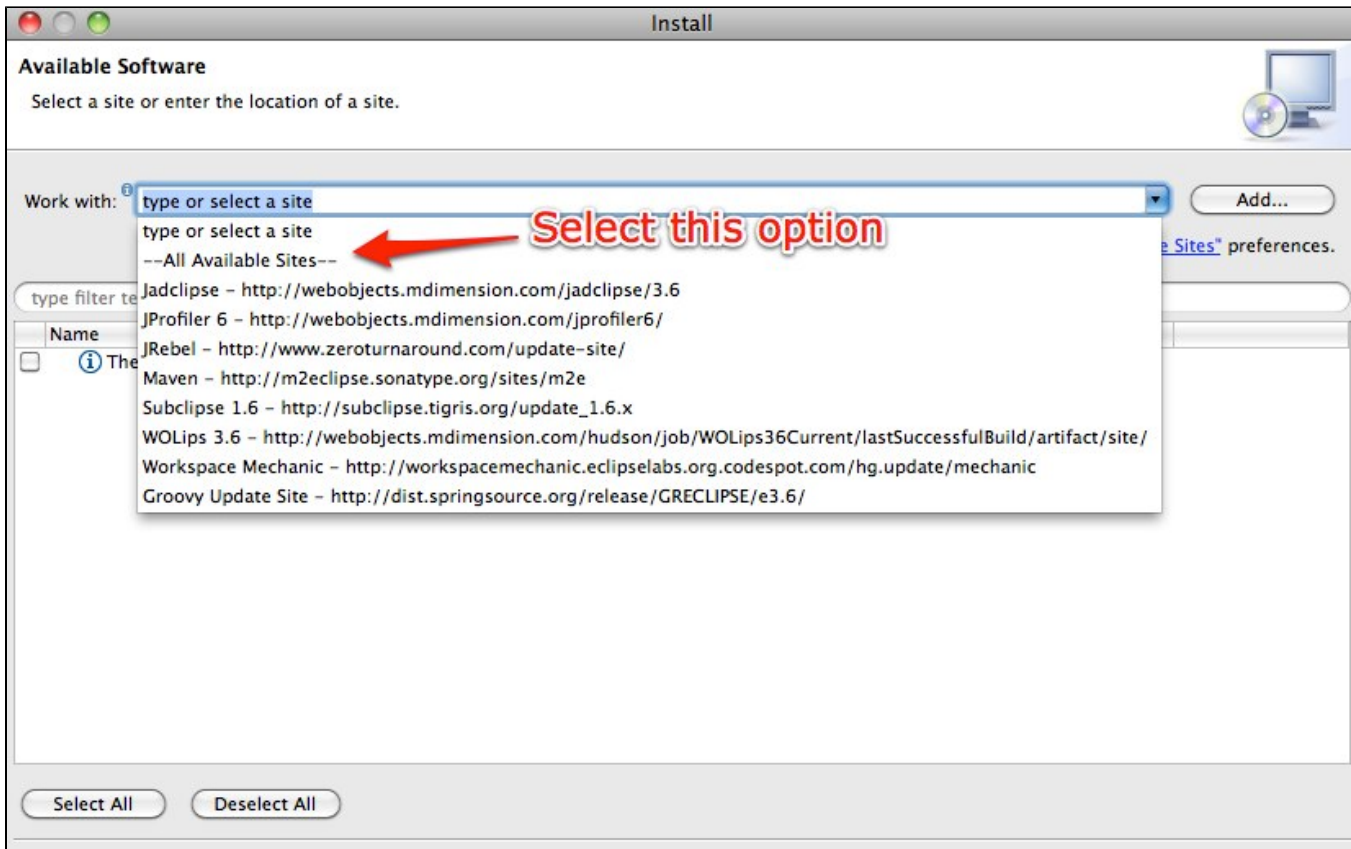 Install
Available Software
Select a site or enter the location of a site.
Work with: type or select a site
Add...
type or select a site
Select this option
--All Available Sites--
Sites" preferences.
Jadclipse – http://webobjects.mdimension.com/jadclipse/3.6
type filter
JProfiler 6 – http://webobjects.mdimension.com/jprofiler6/
Name
JRebel – http://www.zeroturnaround.com/update-site/
The
Maven – http://m2eclipse.sonatype.org/sites/m2e
Subclipse 1.6 – http://subclipse.tigris.org/update_1.6.x
WOLips 3.6 – http://webobjects.mdimension.com/hudson/job/WOLips36Current/lastSuccessfulBuild/artifact/site/
Workspace Mechanic – http://workspacemechanic.eclipselabs.org.codespot.com/hg.update/mechanic
Groovy Update Site – http://dist.springsource.org/release/GRECLIPSE/e3.6/
Select All
Deselect All